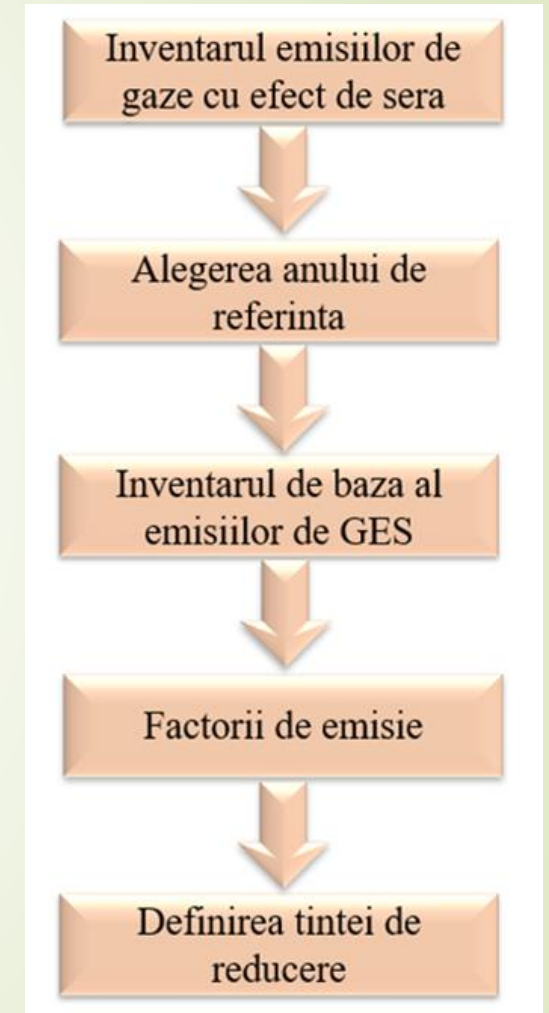 Inventarul emisiilor de
gaze cu efect de sera
Alegerea anului de
referinta
Inventarul de baza al
emisiilor de GES
Factorii de emisie
Definirea tintei de
reducere